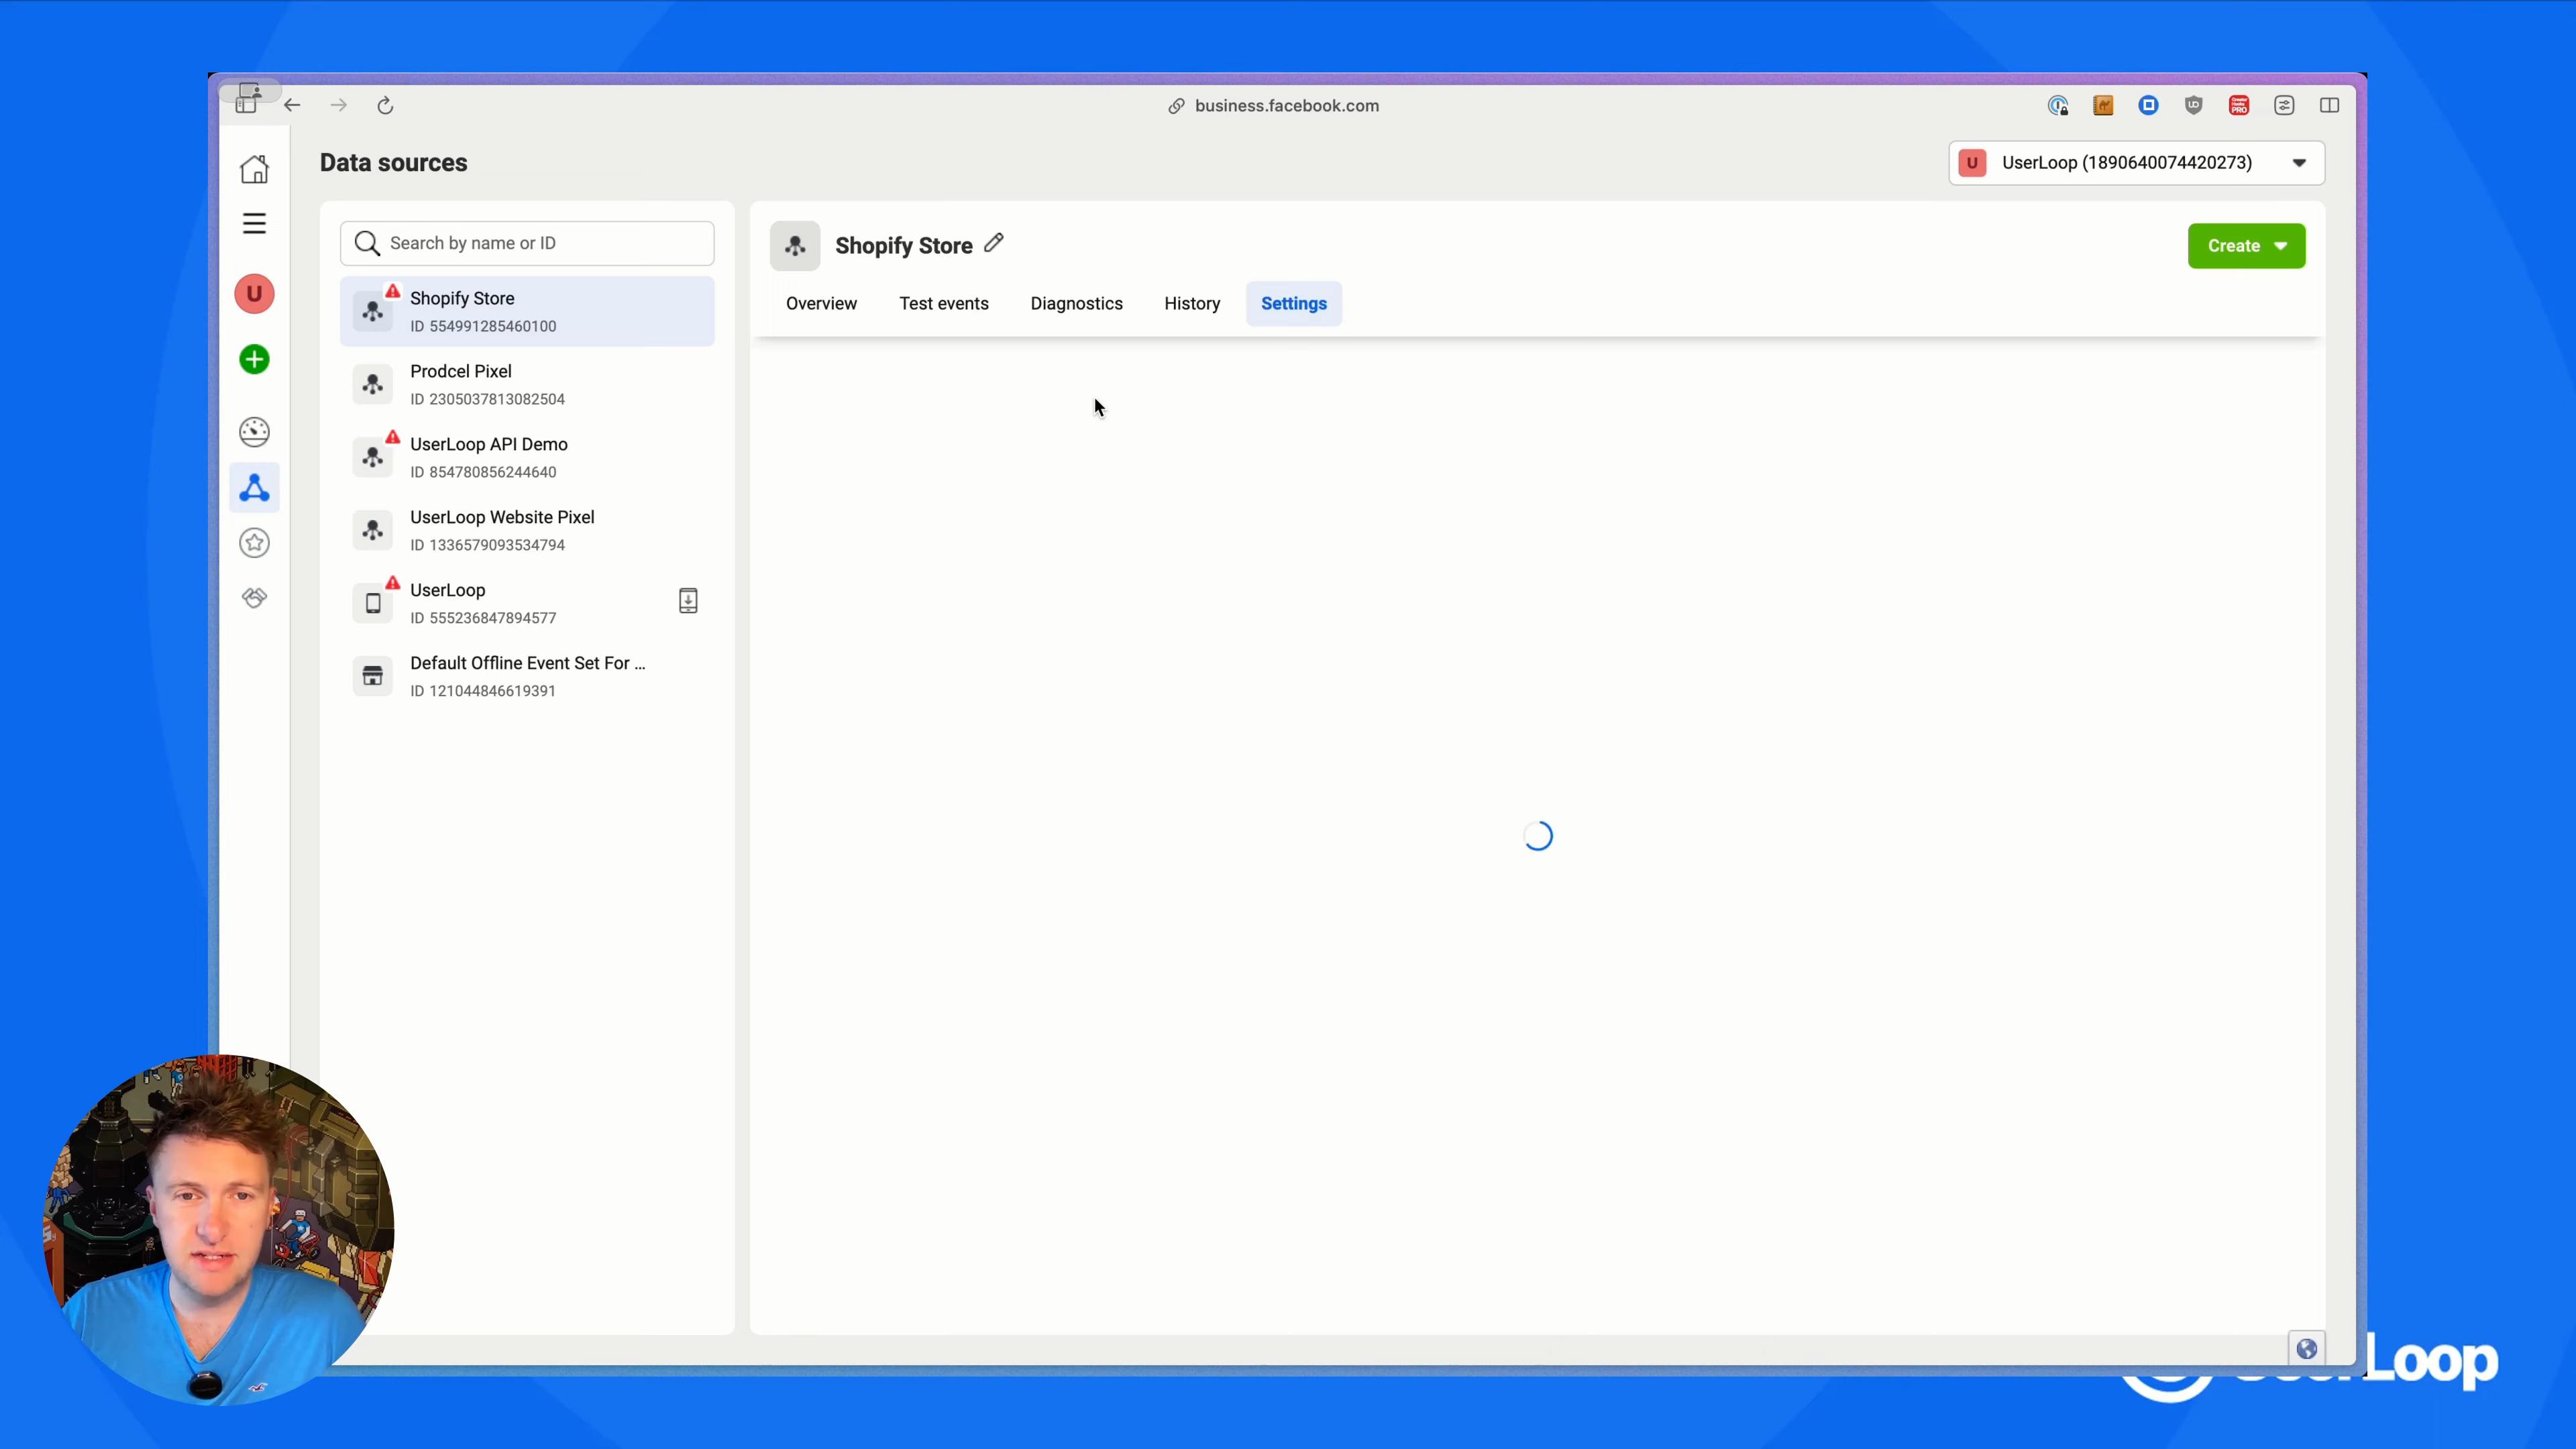 business.facebook.com
Data sources
U UserLoop (1890640074420273)
Search by name or ID
Shopify Store
ID 554991285460100
Prodcel Pixel
ID 2305037813082504
UserLoop API Demo
ID 854780856244640
UserLoop Website Pixel
ID 1336579093534794
UserLoop
ID 555236847894577
Default Offline Event Set For ...
ID 121044846619391
U
Shopify Store
Create
Overview
Test events
Diagnostics
History
Settings
Loop